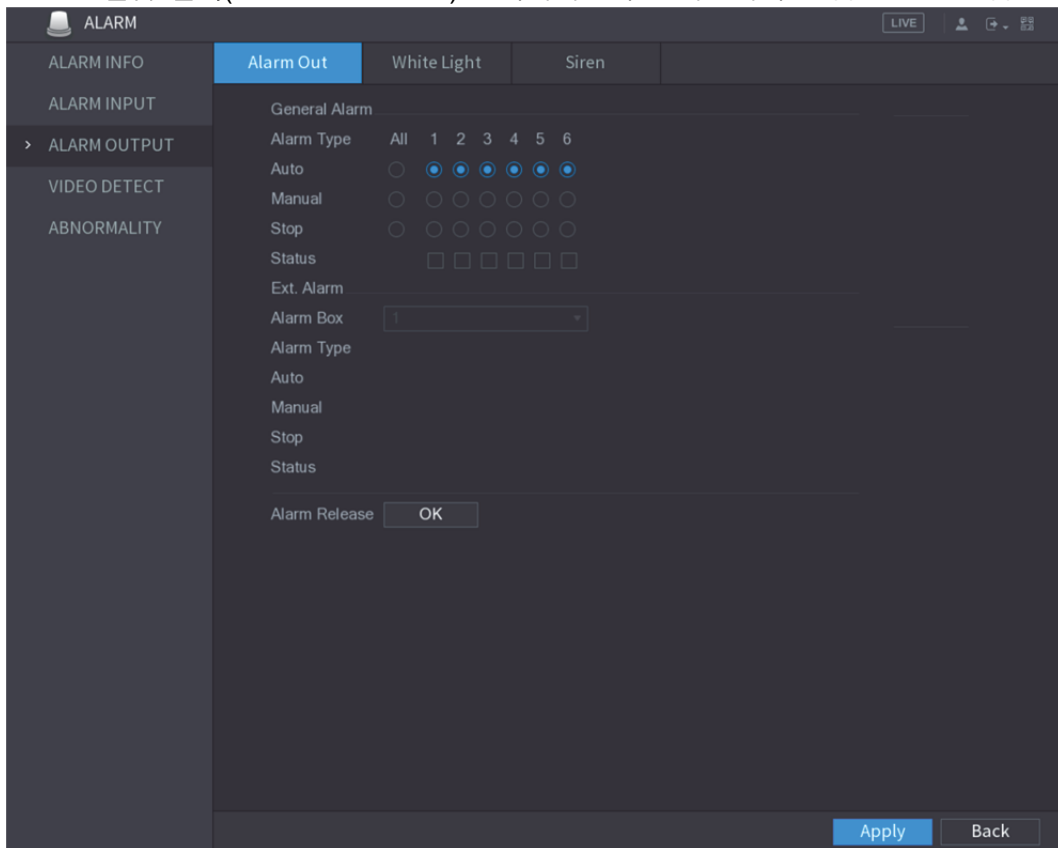 ALARM LIVE
ALARM INFO
ALARM INPUT
> ALARM OUTPUT
VIDEO DETECT
ABNORMALITY
Alarm Out White Light Siren
General Alarm
Alarm Type All 1 2 3 4 5 6
Auto
Manual
Stop
Status
Ext. Alarm
Alarm Box 1
Alarm Type
Auto
Manual
Stop
Status
Alarm Release OK
Apply Back